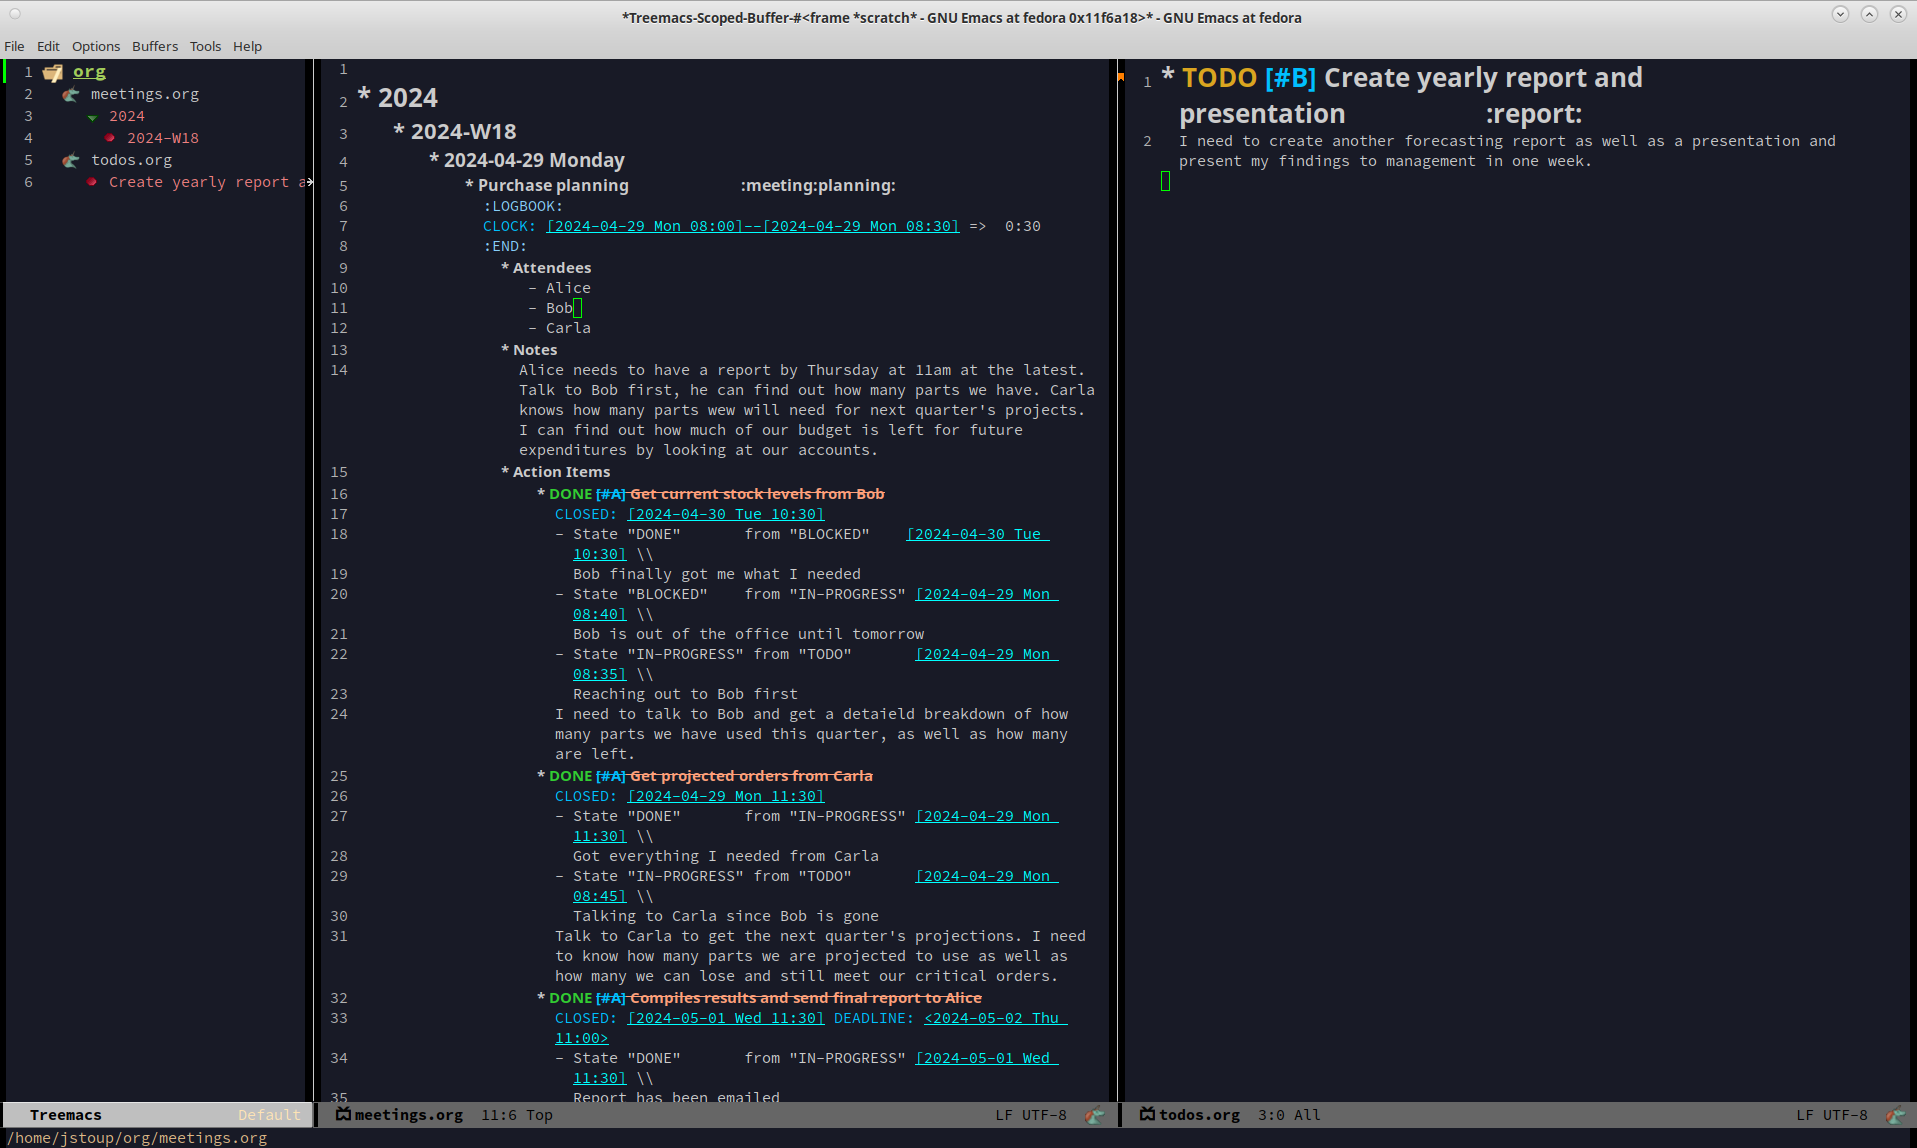 *Treemacs-Scoped-Buffer-#<frame *scratch* - GNU Emacs at fedora 0x11f6a18>* - GNU Emacs at fedora
File Edit Options Buffers Tools Help
1 org
2 meetings.org
3 2024
4 2024-W18
5 todos.org
6 Create yearly report a
1
2 * 2024
3 * 2024-W18
4 * 2024-04-29 Monday
5 * Purchase planning :meeting:planning:
6 :LOGBOOK:
7 CLOCK: [2024-04-29 Mon 08:00]--[2024-04-29 Mon 08:30] => 0:30
8 :END:
9 * Attendees
10 - Alice
11 - Bob
12 - Carla
13 * Notes
14 Alice needs to have a report by Thursday at 11am at the latest.
Talk to Bob first, he can find out how many parts we have. Carla
knows how many parts wew will need for next quarter's projects.
I can find out how much of our budget is left for future
expenditures by looking at our accounts.
15 * Action Items
16 * DONE [#A] Get current stock levels from Bob
17 CLOSED: [2024-04-30 Tue 10:30]
18 - State "DONE" from "BLOCKED" [2024-04-30 Tue
10:30] \\
19 Bob finally got me what I needed
20 - State "BLOCKED" from "IN-PROGRESS" [2024-04-29 Mon
08:40] \\
21 Bob is out of the office until tomorrow
22 - State "IN-PROGRESS" from "TODO" [2024-04-29 Mon
08:35] \\
23 Reaching out to Bob first
24 I need to talk to Bob and get a detaield breakdown of how
many parts we have used this quarter, as well as how many
are left.
25 * DONE [#A] Get projected orders from Carla
26 CLOSED: [2024-04-29 Mon 11:30]
27 - State "DONE" from "IN-PROGRESS" [2024-04-29 Mon
11:30] \\
28 Got everything I needed from Carla
29 - State "IN-PROGRESS" from "TODO" [2024-04-29 Mon
08:45] \\
30 Talking to Carla since Bob is gone
31 Talk to Carla to get the next quarter's projections. I need
to know how many parts we are projected to use as well as
how many we can lose and still meet our critical orders.
32 * DONE [#A] Compiles results and send final report to Alice
33 CLOSED: [2024-05-01 Wed 11:30] DEADLINE: <2024-05-02 Thu
11:00>
34 - State "DONE" from "IN-PROGRESS" [2024-05-01 Wed
11:30] \\
35 Report has been emailed
1 * TODO [#B] Create yearly report and
presentation :report:
2 I need to create another forecasting report as well as a presentation and
present my findings to management in one week.
Treemacs Default
meetings.org 11:6 Top LF UTF-8
todos.org 3:0 All LF UTF-8
/home/jstoup/org/meetings.org